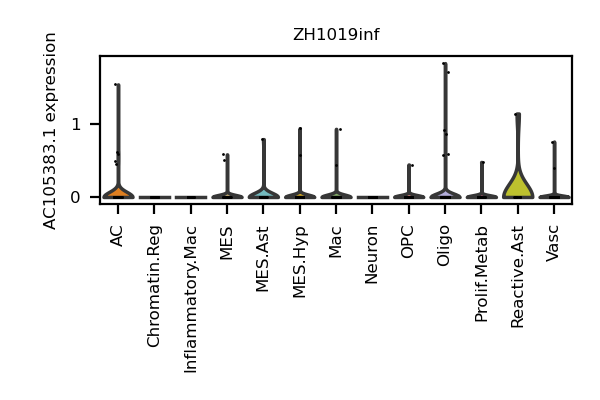 ZH1019inf
AC105383.1 expression
1
0
AC
Chromatin.Reg
Inflammatory.Mac
MES
MES.Ast
MES.Hyp
Mac
Neuron
OPC
Oligo
Prolif.Metab
Reactive.Ast
Vasc